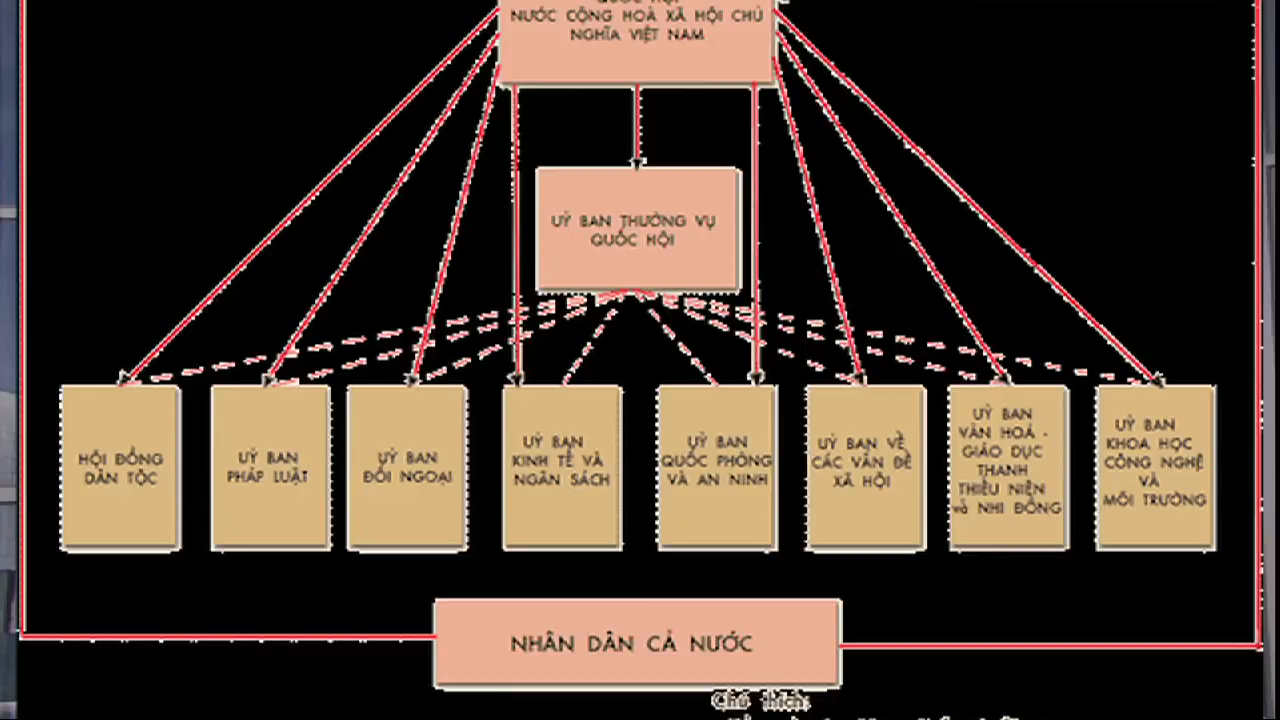 QUỐC HỘI
NƯỚC CỘNG HOÀ XÃ HỘI CHỦ
NGHĨA VIỆT NAM
UỶ BAN THƯỜNG VỤ
QUỐC HỘI
HỘI ĐỒNG
DÂN TỘC
UỶ BAN
PHÁP LUẬT
UỶ BAN
ĐỐI NGOẠI
UỶ BAN
KINH TẾ VÀ
NGÂN SÁCH
UỶ BAN
QUỐC PHÒNG
VÀ AN NINH
UỶ BAN VỀ
CÁC VẤN ĐỀ
XÃ HỘI
UỶ BAN
VĂN HOÁ -
GIÁO DỤC
THANH
THIẾU NIÊN
và NHI ĐỒNG
UỶ BAN
KHOA HỌC
CÔNG NGHỆ
VÀ
MÔI TRƯỜNG
NHÂN DÂN CẢ NƯỚC
Chú thích: